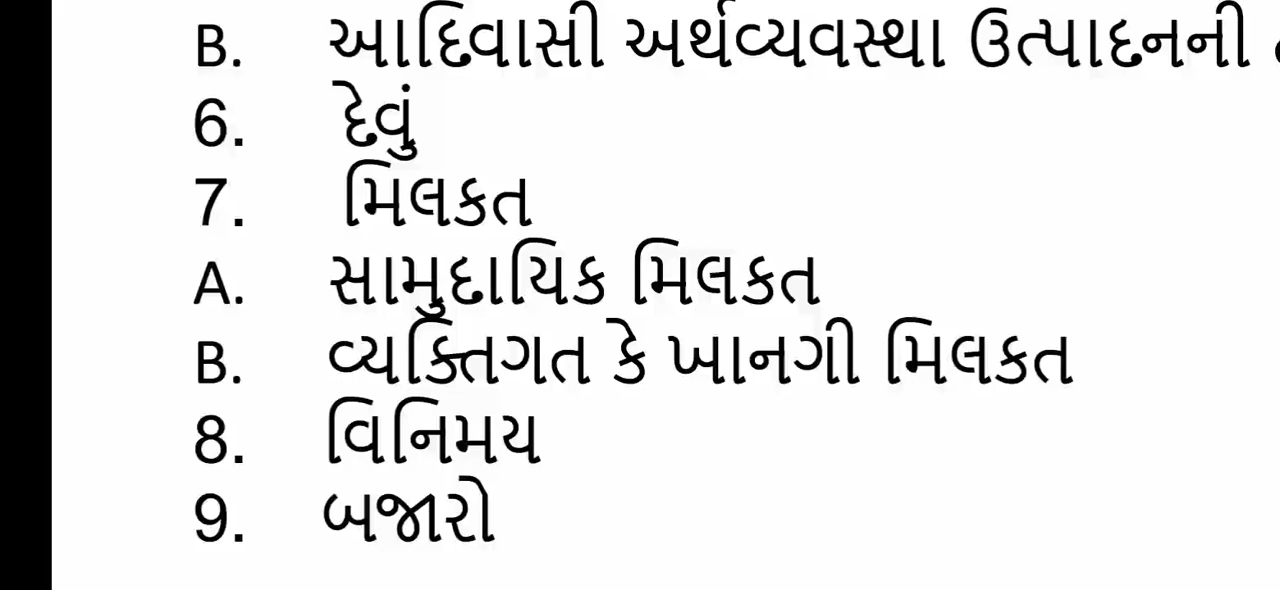 B. આદિવાસી અર્થવ્યવસ્થા ઉત્પાદનની
6. દેવું
7. મિલકત
A. સામુદાયિક મિલકત
B. વ્યક્તિગત કે ખાનગી મિલકત
8. વિનિમય
9. બજારો